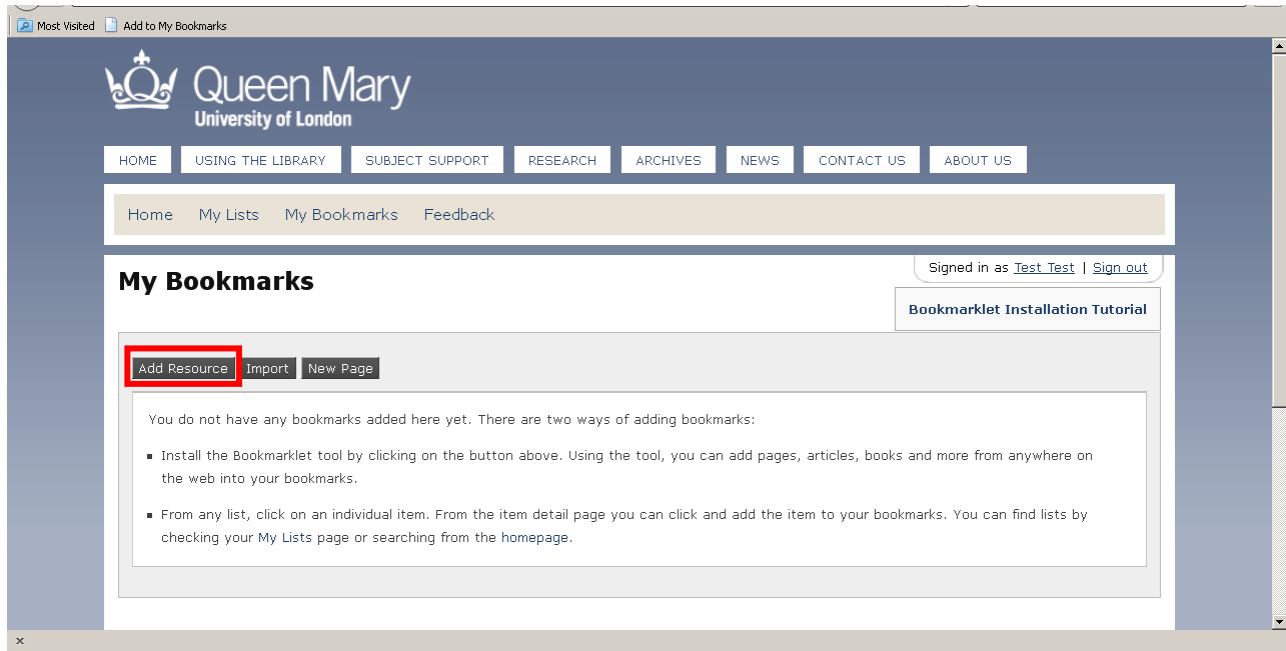 Most Visited Add to My Bookmarks
Queen Mary
University of London
HOME USING THE LIBRARY SUBJECT SUPPORT RESEARCH ARCHIVES NEWS CONTACT US ABOUT US
Home My Lists My Bookmarks Feedback
Signed in as Test Test | Sign out
My Bookmarks
Bookmarklet Installation Tutorial
Add Resource Import New Page
You do not have any bookmarks added here yet. There are two ways of adding bookmarks:
▪ Install the Bookmarklet tool by clicking on the button above. Using the tool, you can add pages, articles, books and more from anywhere on
the web into your bookmarks.
▪ From any list, click on an individual item. From the item detail page you can click and add the item to your bookmarks. You can find lists by
checking your My Lists page or searching from the homepage.
x